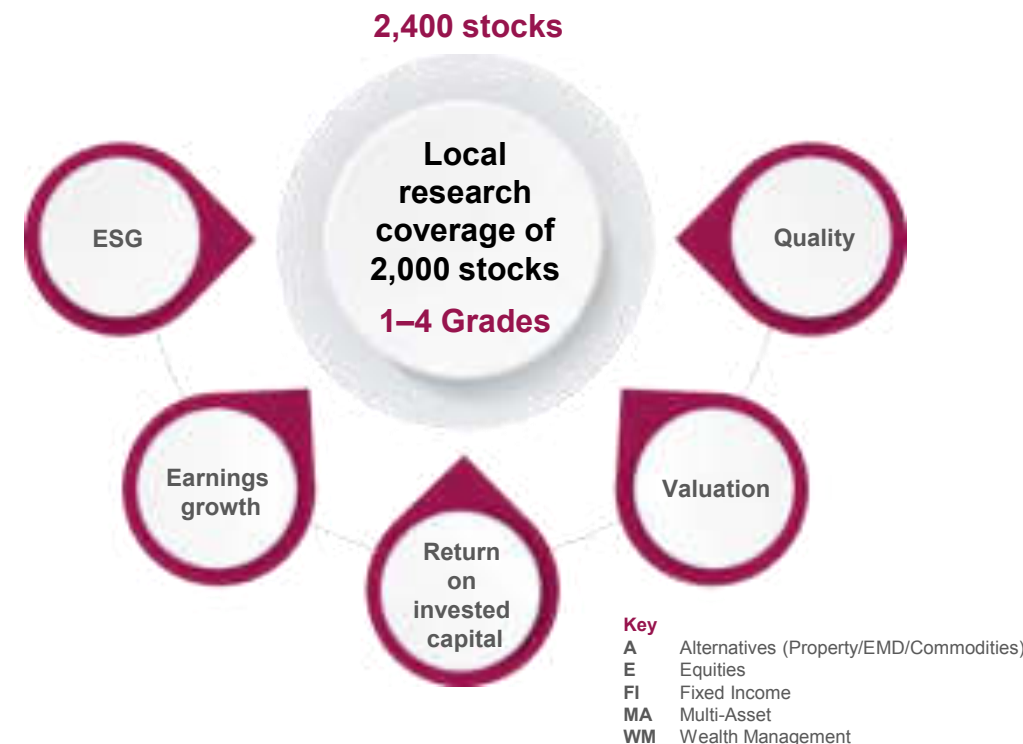 2,400 stocks
Local
research
coverage of
2,000 stocks
1–4 Grades
ESG
Quality
Earnings
growth
Valuation
Return
on
invested
capital
Key
A Alternatives (Property/EMD/Commodities)
E Equities
FI Fixed Income
MA Multi-Asset
WM Wealth Management